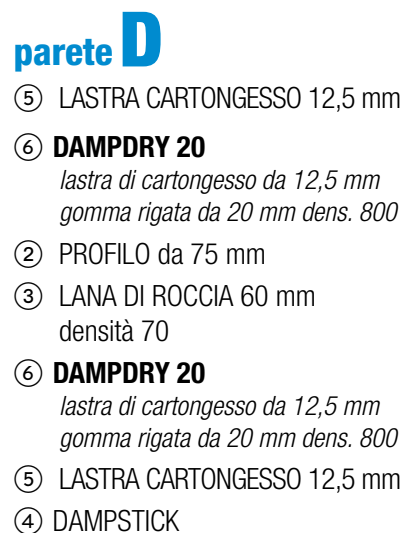 parete D
⑤ LASTRA CARTONGESSO 12,5 mm
⑥ DAMPDRY 20
lastra di cartongesso da 12,5 mm
gomma rigata da 20 mm dens. 800
② PROFILO da 75 mm
③ LANA DI ROCCIA 60 mm
densità 70
⑥ DAMPDRY 20
lastra di cartongesso da 12,5 mm
gomma rigata da 20 mm dens. 800
⑤ LASTRA CARTONGESSO 12,5 mm
④ DAMPSTICK